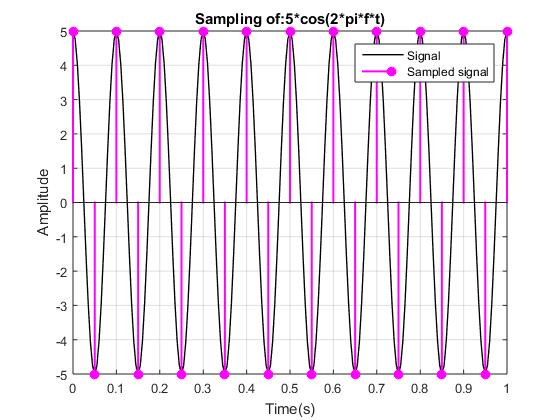 Sampling of:5*cos(2*pi*f*t)
Signal
Sampled signal
Amplitude
5
4
3
2
1
0
-1
-2
-3
-4
-5
0 0.1 0.2 0.3 0.4 0.5 0.6 0.7 0.8 0.9 1
Time(s)